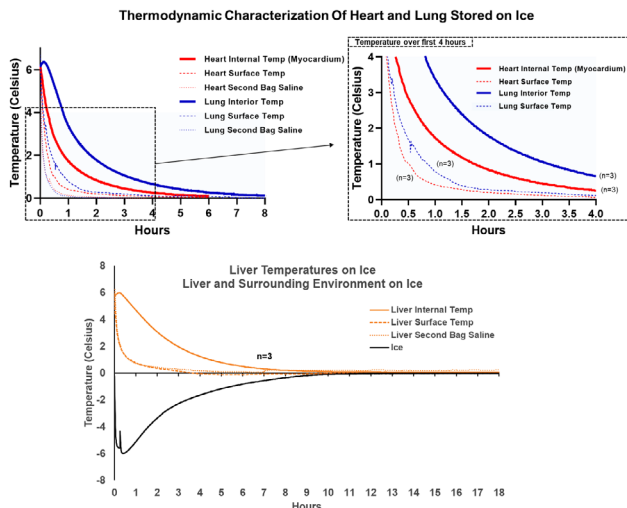 Thermodynamic Characterization Of Heart and Lung Stored on Ice
Temperature (Celsius)
6
4
2
0
0 1 2 3 4 5 6 7 8
Hours
Heart Internal Temp (Myocardium)
Heart Surface Temp
Heart Second Bag Saline
Lung Interior Temp
Lung Surface Temp
Lung Second Bag Saline
Temperature over first 4 hours
Temperature (Celsius)
4
3
2
1
0
0.0 0.5 1.0 1.5 2.0 2.5 3.0 3.5 4.0
Hours
Heart Internal Temp (Myocardium)
Heart Surface Temp
Lung Interior Temp
Lung Surface Temp
(n=3)
(n=3)
(n=3)
(n=3)
Liver Temperatures on Ice
Liver and Surrounding Environment on Ice
Temperature (Celsius)
8
6
4
2
0
-2
-4
-6
-8
Liver Internal Temp
Liver Surface Temp
Liver Second Bag Saline
Ice
n=3
0 1 2 3 4 5 6 7 8 9 10 11 12 13 14 15 16 17 18
Hours